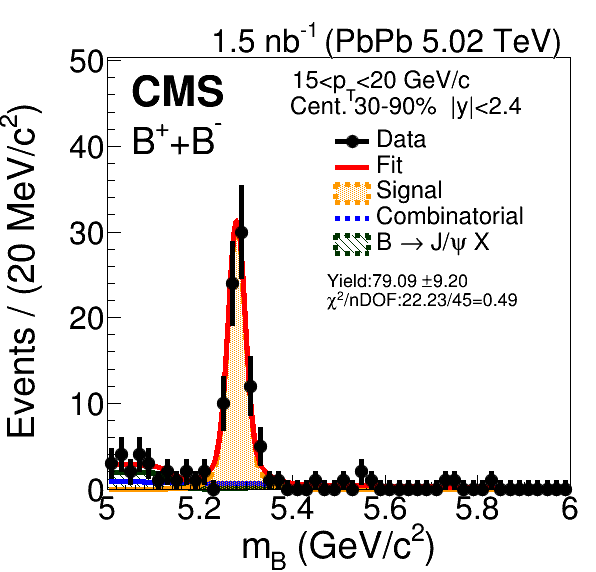 1.5 nb⁻¹ (PbPb 5.02 TeV)
CMS
B⁺+B⁻
15<p_T<20 GeV/c
Cent. 30-90% |y|<2.4
Data
Fit
Signal
Combinatorial
B → J/ψ X
Yield:79.09 ±9.20
χ²/nDOF:22.23/45=0.49
Events / (20 MeV/c²)
50
40
30
20
10
0
5 5.2 5.4 5.6 5.8 6
m_B (GeV/c²)